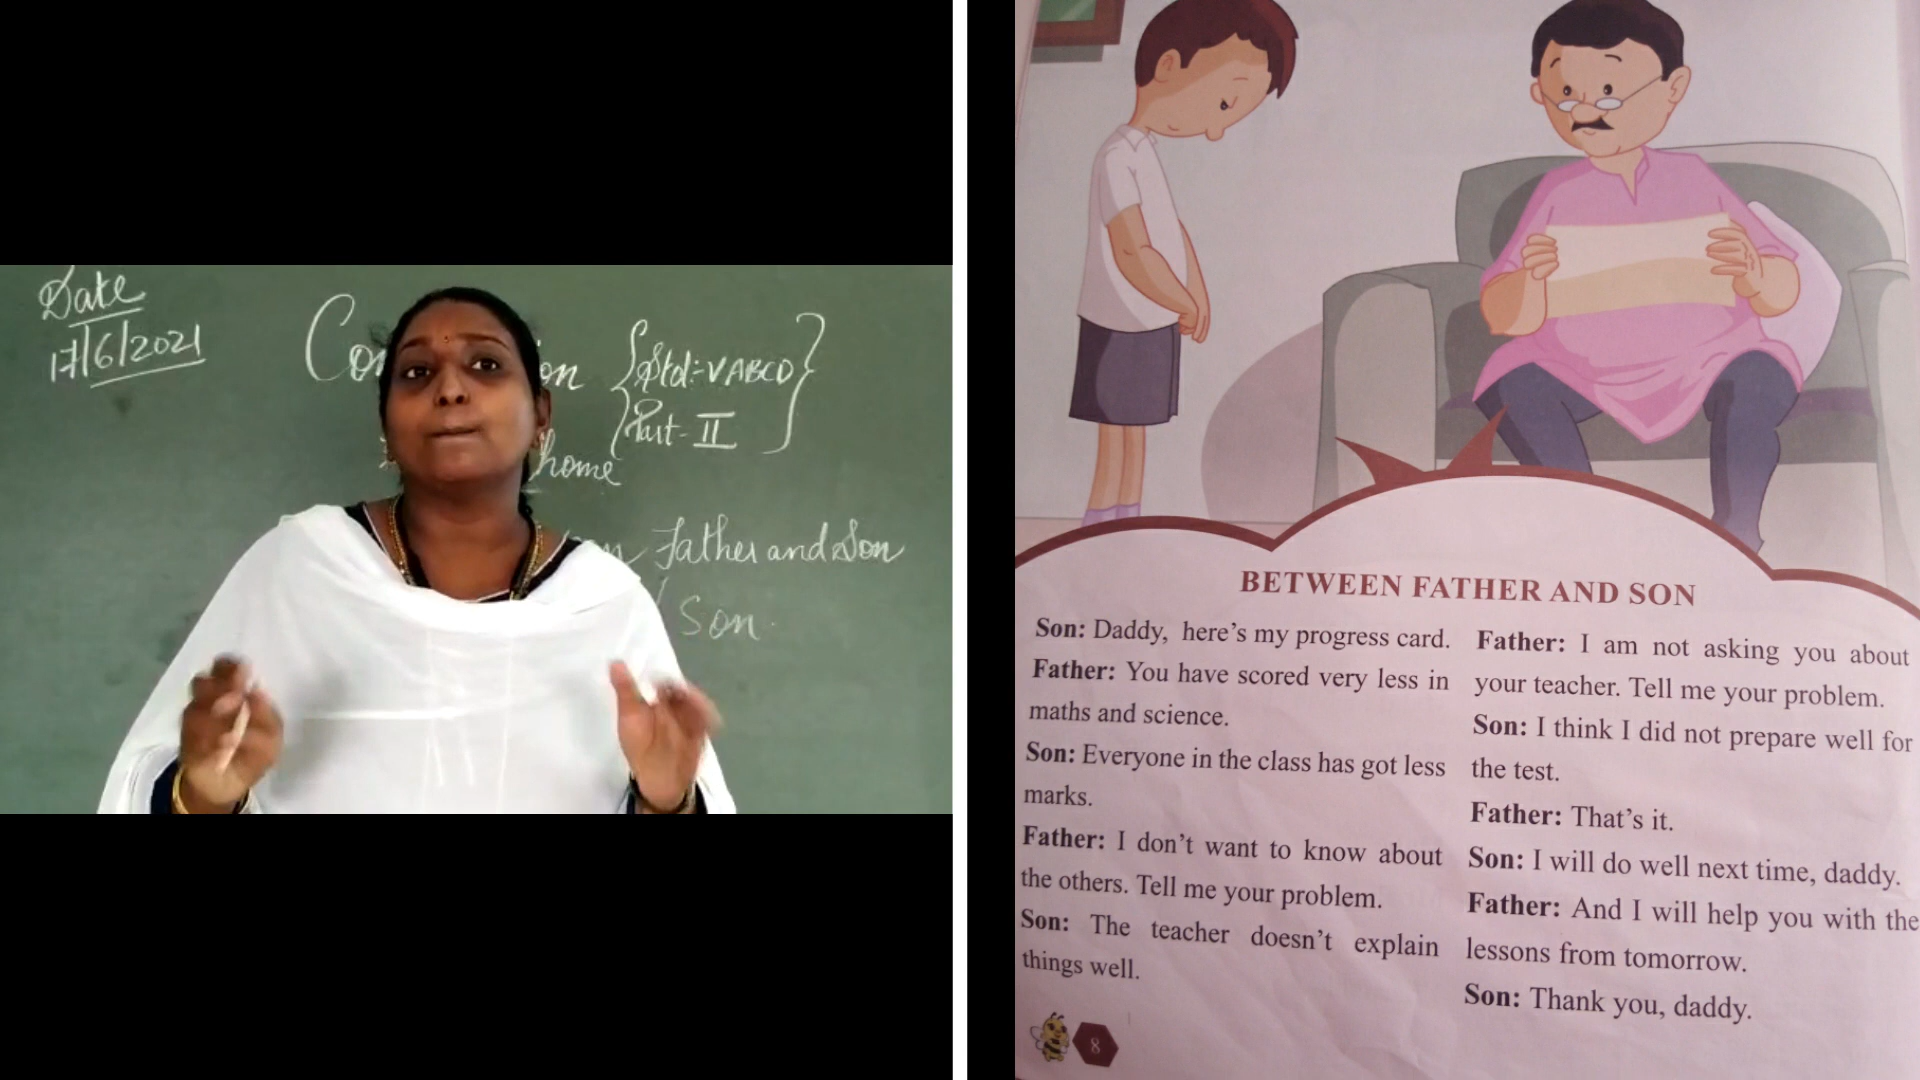 Date
17/6/2021
Con on
{Std:- V ABCD}
Part- II
home
Father and Son
Son.
BETWEEN FATHER AND SON
Son: Daddy, here's my progress card.
Father: You have scored very less in
maths and science.
Son: Everyone in the class has got less
marks.
Father: I don't want to know about
the others. Tell me your problem.
Son: The teacher doesn't explain
things well.
Father: I am not asking you about
your teacher. Tell me your problem.
Son: I think I did not prepare well for
the test.
Father: That's it.
Son: I will do well next time, daddy.
Father: And I will help you with the
lessons from tomorrow.
Son: Thank you, daddy.
8